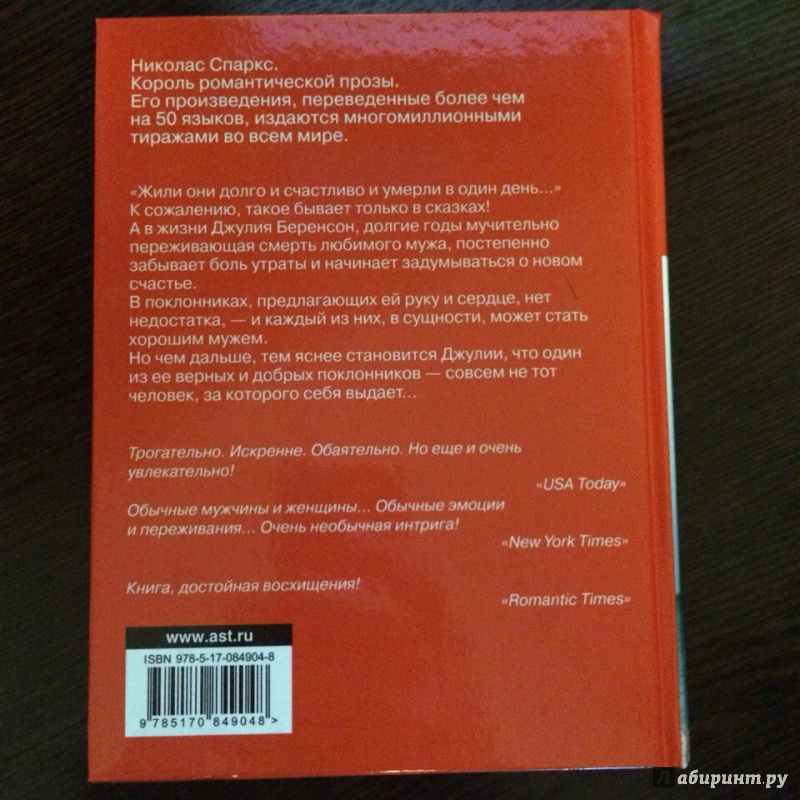 Николас Спаркс.
Король романтической прозы.
Его произведения, переведенные более чем
на 50 языков, издаются многомиллионными
тиражами во всем мире.
«Жили они долго и счастливо и умерли в один день...»
К сожалению, такое бывает только в сказках!
А в жизни Джулия Беренсон, долгие годы мучительно
переживающая смерть любимого мужа, постепенно
забывает боль утраты и начинает задумываться о новом
счастье.
В поклонниках, предлагающих ей руку и сердце, нет
недостатка, — и каждый из них, в сущности, может стать
хорошим мужем.
Но чем дальше, тем яснее становится Джулии, что один
из ее верных и добрых поклонников — совсем не тот
человек, за которого себя выдает...
Трогательно. Искренне. Обаятельно. Но еще и очень
увлекательно!
«USA Today»
Обычные мужчины и женщины... Обычные эмоции
и переживания... Очень необычная интрига!
«New York Times»
Книга, достойная восхищения!
«Romantic Times»
www.ast.ru
ISBN 978-5-17-084904-8
9 785170 849048 >
Лабиринт.ру